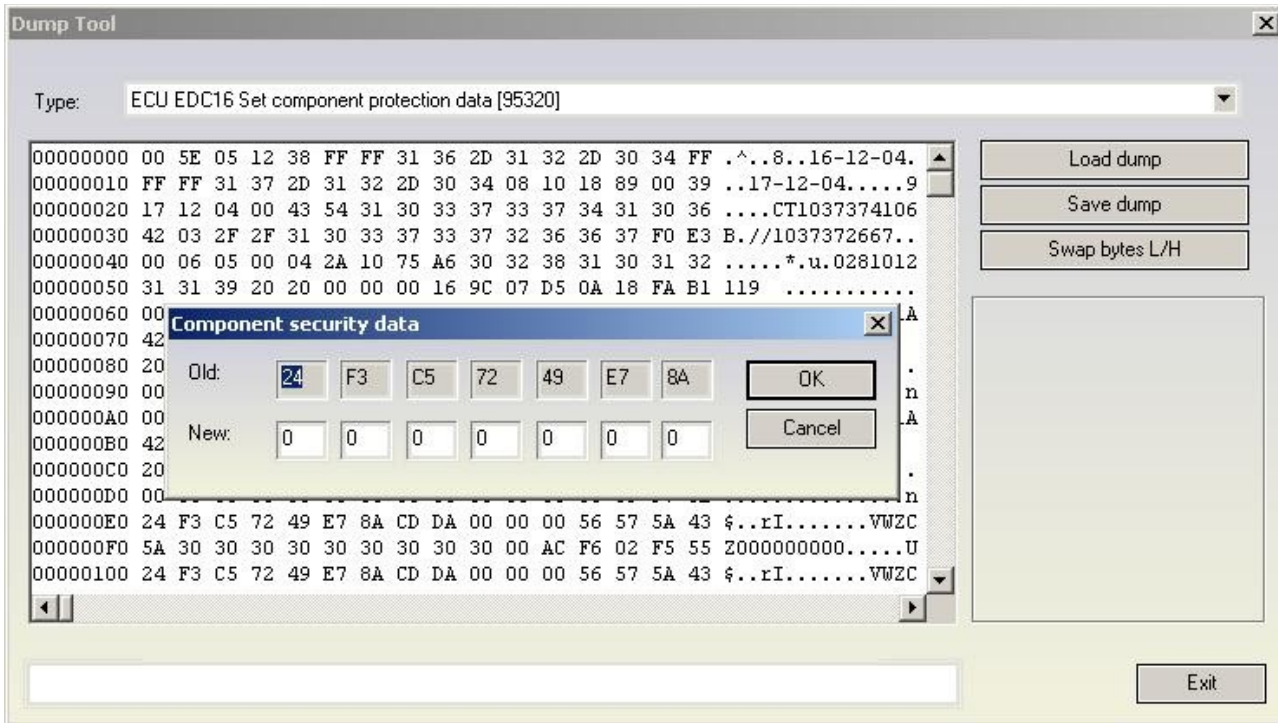 Dump Tool
Type: ECU EDC16 Set component protection data [95320]
00000000 00 5E 05 12 38 FF FF 31 36 2D 31 32 2D 30 34 FF .^..8..16-12-04.
00000010 FF FF 31 37 2D 31 32 2D 30 34 08 10 18 89 00 39 ..17-12-04.....9
00000020 17 12 04 00 43 54 31 30 33 37 33 37 34 31 30 36 ....CT1037374106
00000030 42 03 2F 2F 31 30 33 37 33 37 32 36 36 37 F0 E3 B.//1037372667..
00000040 00 06 05 00 04 2A 10 75 A6 30 32 38 31 30 31 32 .....*.u.0281012
00000050 31 31 39 20 20 00 00 00 16 9C 07 D5 0A 18 FA B1 119 ...........
00000060 00 .A
00000070 42
00000080 20 .
00000090 00 n
000000A0 00 .A
000000B0 42
000000C0 20 .
000000D0 00 n
000000E0 24 F3 C5 72 49 E7 8A CD DA 00 00 00 56 57 5A 43 $..rI.......VWZC
000000F0 5A 30 30 30 30 30 30 30 30 30 00 AC F6 02 F5 55 Z000000000.....U
00000100 24 F3 C5 72 49 E7 8A CD DA 00 00 00 56 57 5A 43 $..rI.......VWZC
Component security data
Old: 24 F3 C5 72 49 E7 8A OK
New: 0 0 0 0 0 0 0 Cancel
Load dump
Save dump
Swap bytes L/H
Exit